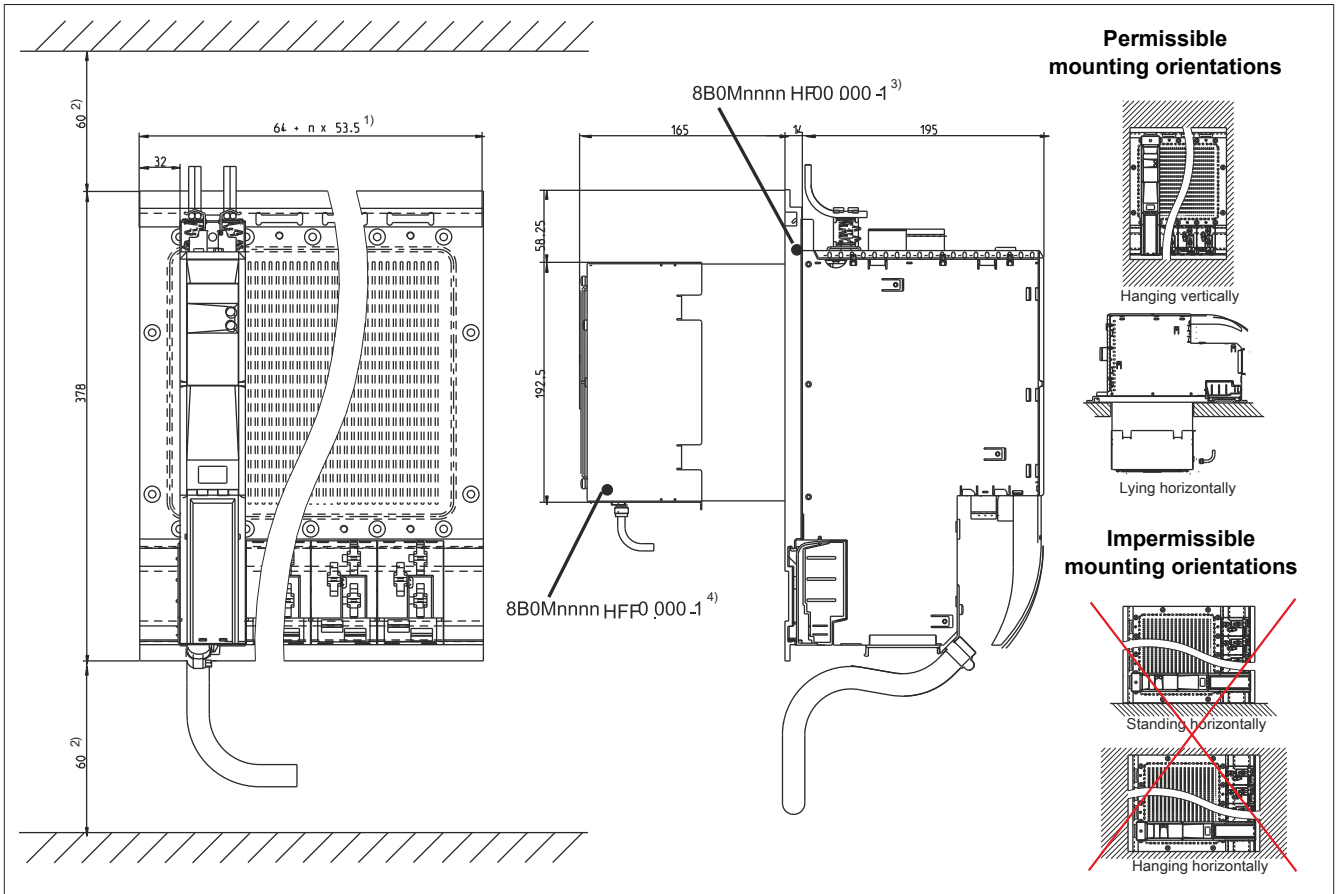 60 2)
64 + n x 53.5 1)
32
378
60 2)
8B0Mnnnn HF00.000-1 3)
165
14
195
58.25
192.5
8B0Mnnnn HFF0.000-1 4)
Permissible
mounting orientations
Hanging vertically
Lying horizontally
Impermissible
mounting orientations
Standing horizontally
Hanging horizontally